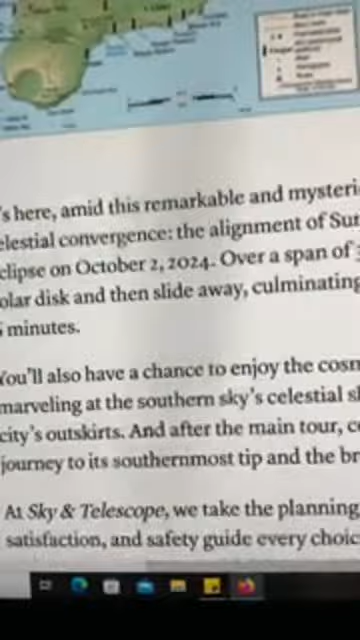 's here, amid this remarkable and mysteri
elestial convergence: the alignment of Sun
clipse on October 2, 2024. Over a span of 3
olar disk and then slide away, culminating
minutes.
You'll also have a chance to enjoy the cosm
marveling at the southern sky's celestial s
city's outskirts. And after the main tour, c
journey to its southernmost tip and the br
At Sky & Telescope, we take the planning,
satisfaction, and safety guide every choic